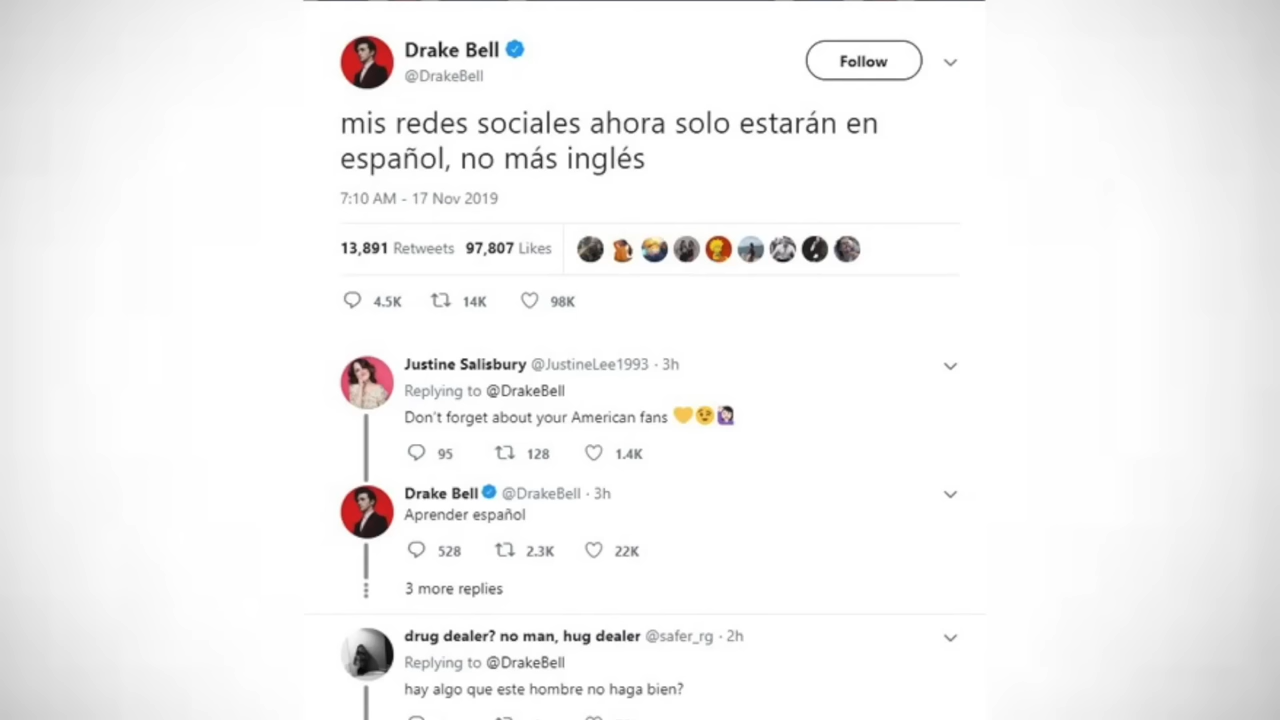 Drake Bell
@DrakeBell
Follow
mis redes sociales ahora solo estarán en
español, no más inglés
7:10 AM - 17 Nov 2019
13,891 Retweets 97,807 Likes
4.5K 14K 98K
Justine Salisbury @JustineLee1993 · 3h
Replying to @DrakeBell
Don't forget about your American fans 💛😉🙋🏻‍♀️
95 128 1.4K
Drake Bell @DrakeBell · 3h
Aprender español
528 2.3K 22K
3 more replies
drug dealer? no man, hug dealer @safer_rg · 2h
Replying to @DrakeBell
hay algo que este hombre no haga bien?